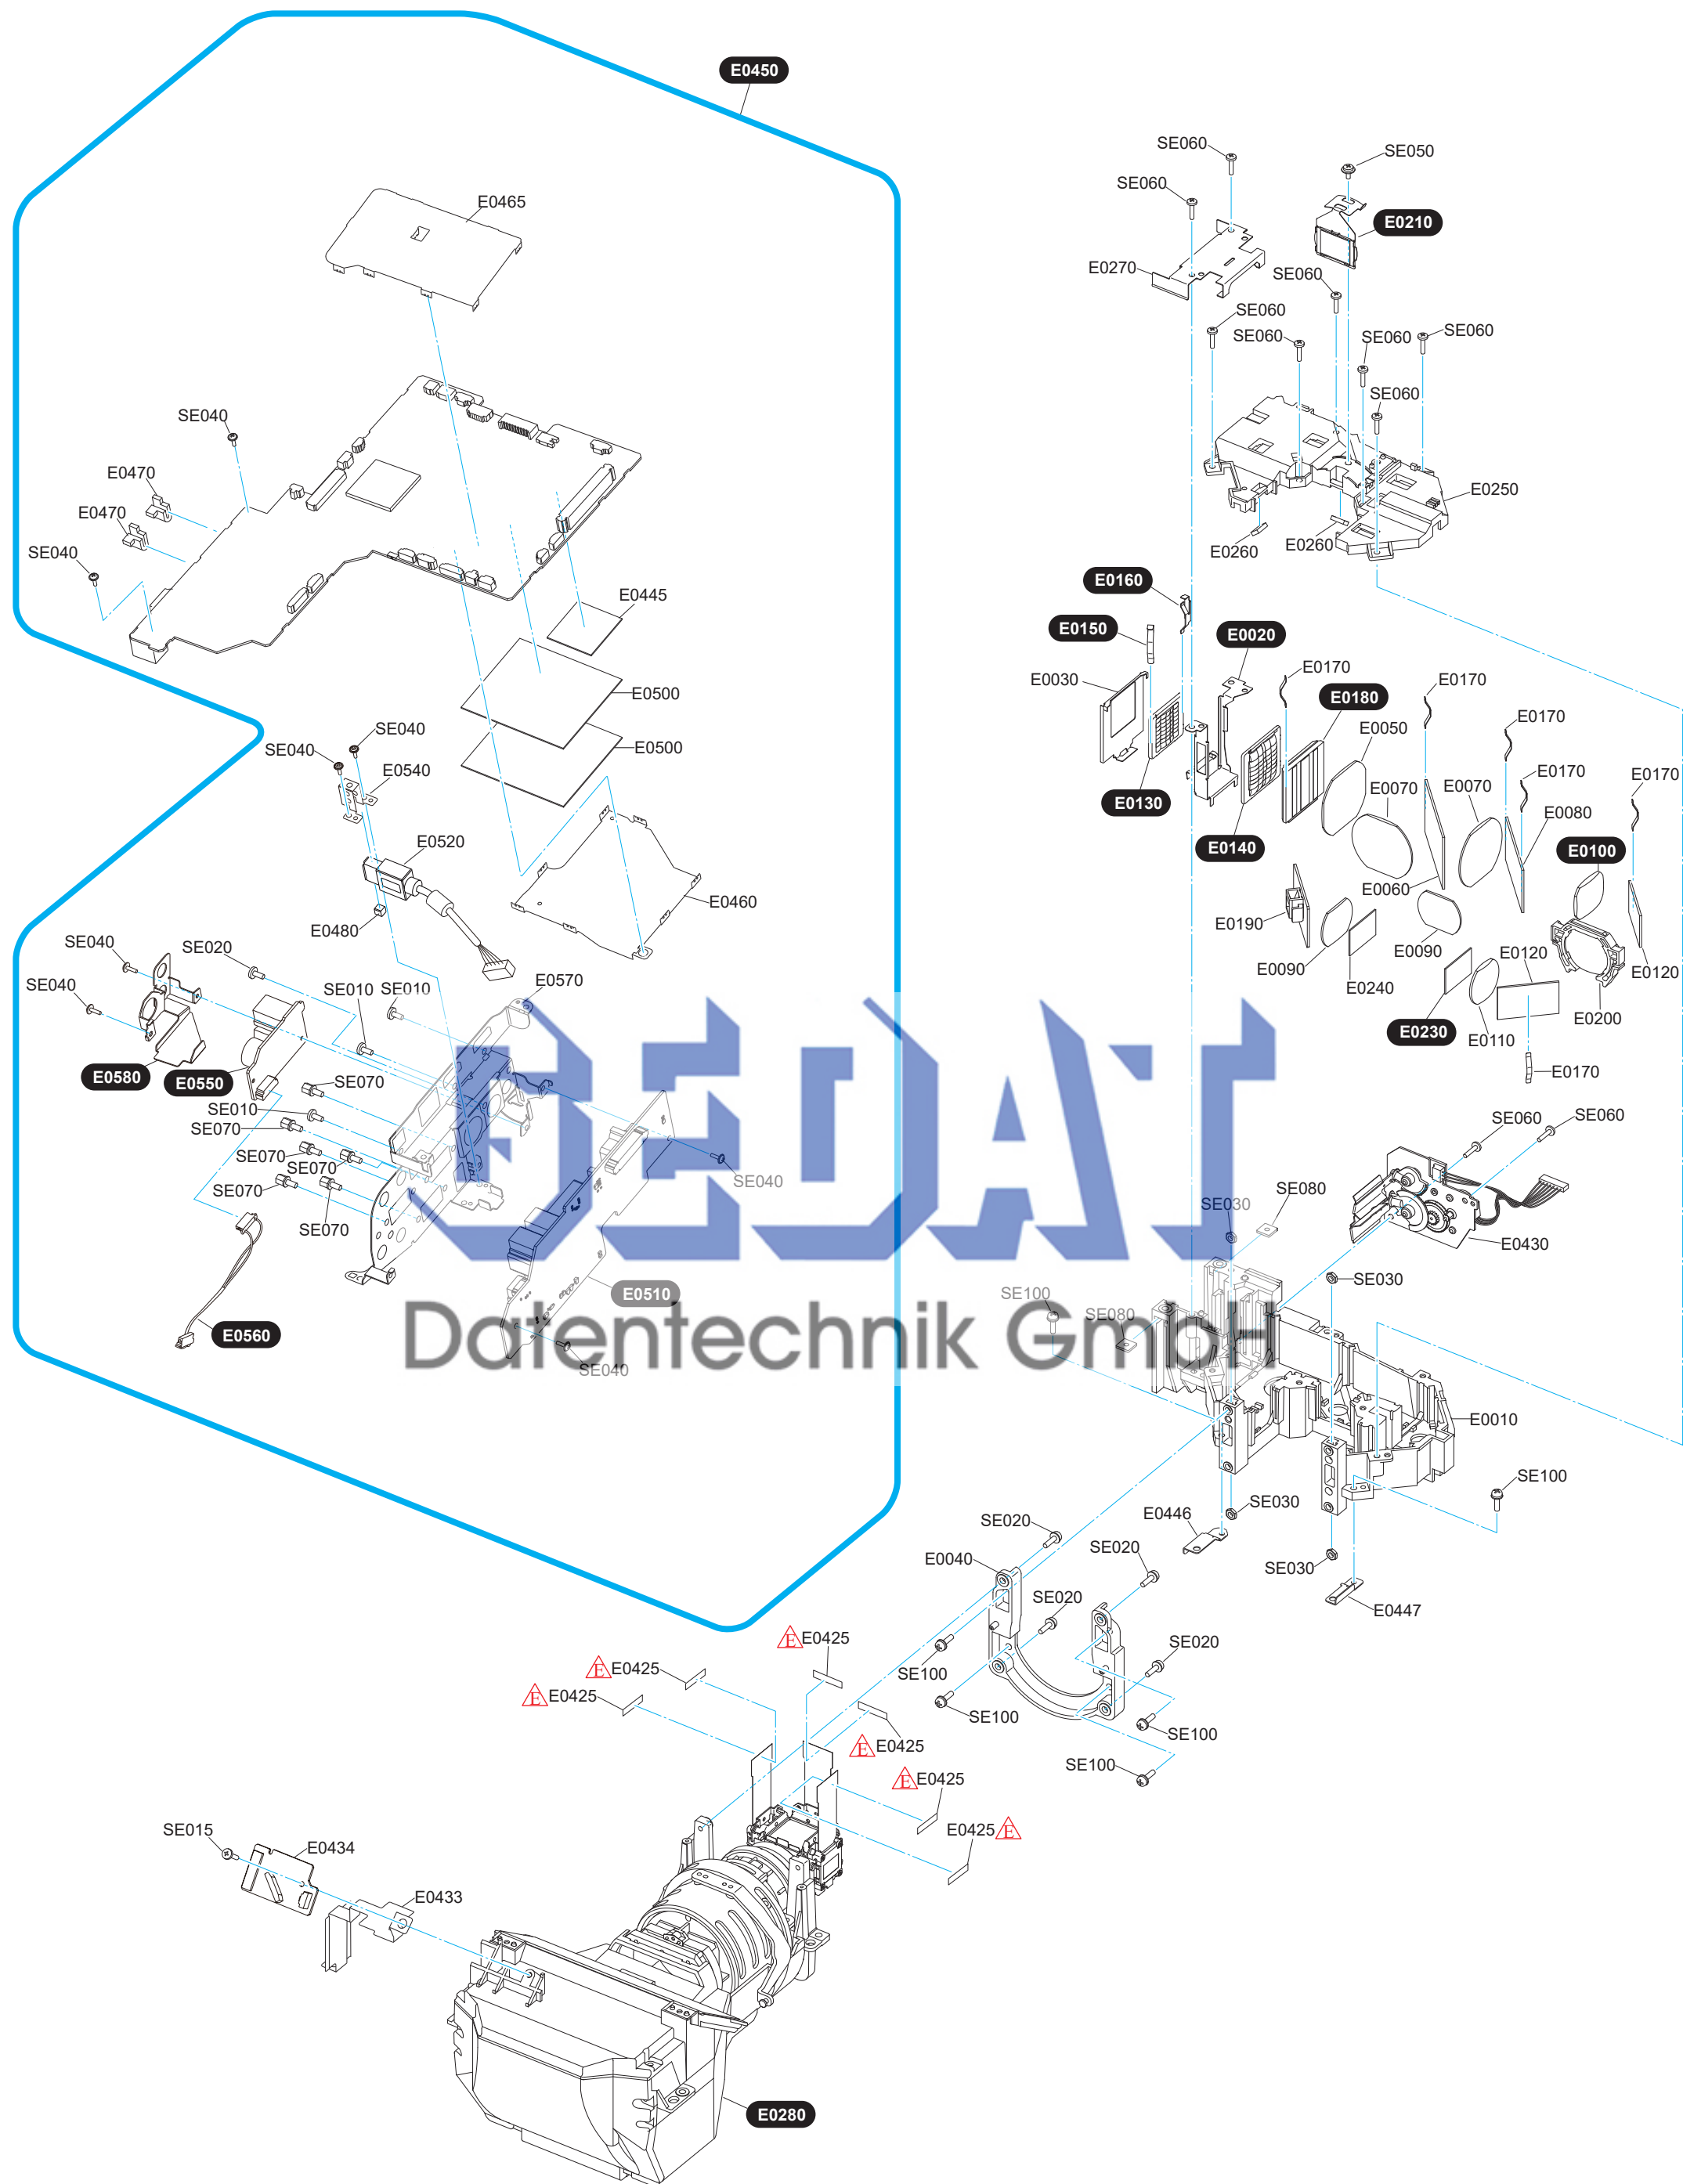 E0450
SE060
SE050
SE060
E0465
E0210
E0270
SE060
SE060
SE060
SE060
SE060
SE060
SE040
E0470
E0250
E0470
E0260
E0260
SE040
E0160
E0445
E0150
E0020
E0170
E0030
E0170
E0500
E0180
E0170
SE040
E0050
SE040
E0500
E0540
E0170
E0170
E0070
E0070
E0130
E0080
E0520
E0140
E0100
E0060
E0460
E0190
E0480
SE040
SE020
E0090
E0120
E0090
E0120
SE040
SE010
SE010
E0570
E0240
E0200
E0230
E0110
E0580
E0550
SE070
E0170
SE010
SE060
SE060
SE070
SE070
SE070
SE040
SE070
SE080
SE030
SE070
E0430
SE030
E0510
SE100
SE080
E0560
DEDAT
Datentechnik GmbH
SE040
E0010
SE100
SE030
E0446
SE020
SE020
E0040
SE030
SE020
E0447
E E0425
SE020
E E0425
SE100
E E0425
SE100
SE100
E E0425
SE100
E E0425
SE015
E0425 E
E0434
E0433
E0280